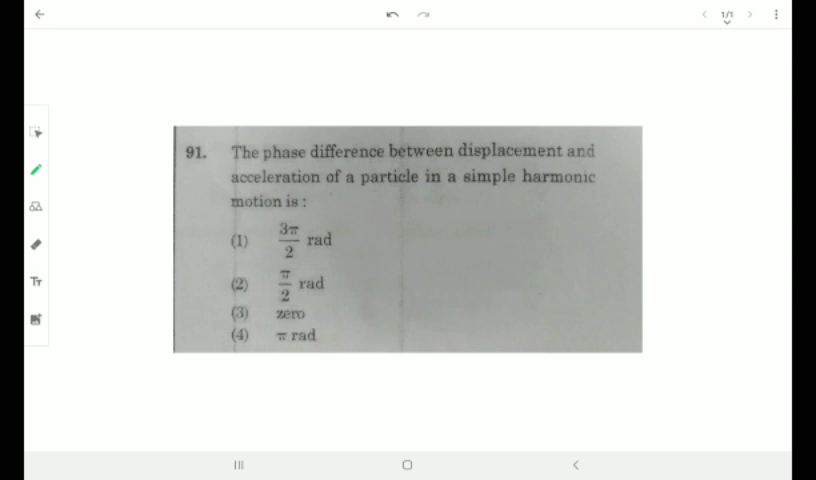 1/1
91. The phase difference between displacement and
acceleration of a particle in a simple harmonic
motion is :
(1) 3π/2 rad
(2) π/2 rad
(3) zero
(4) π rad
Tт